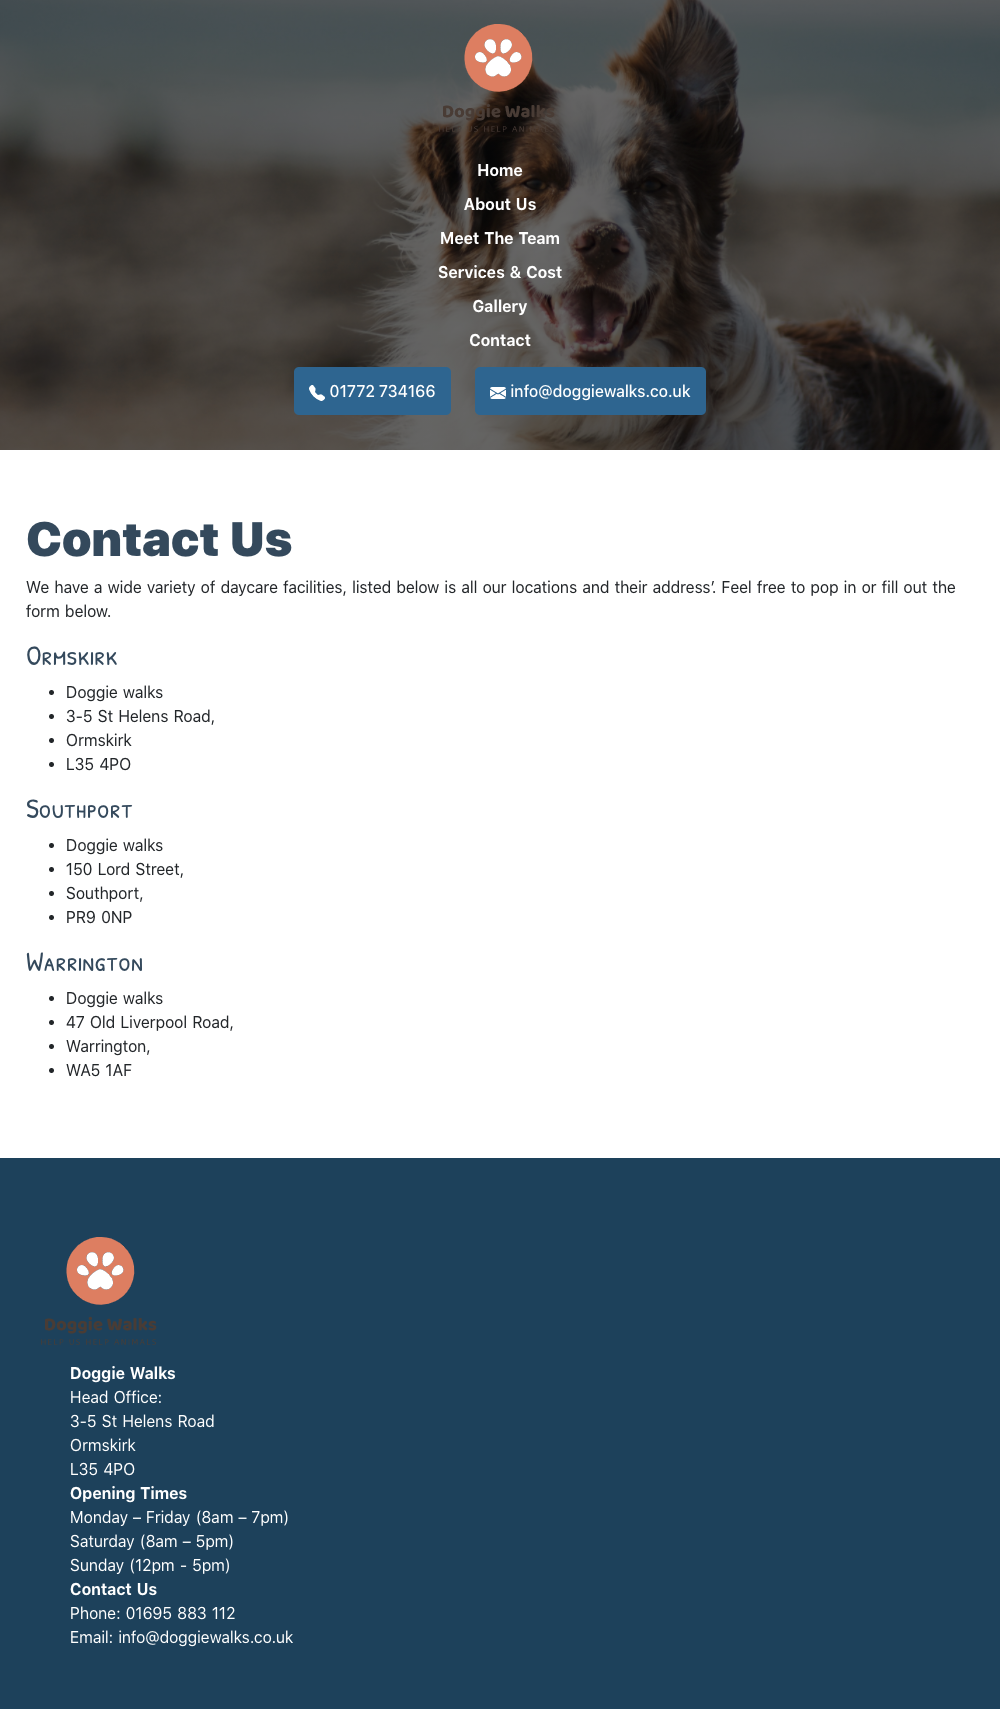 Doggie Walks
Home
About Us
Meet The Team
Services & Cost
Gallery
Contact
01772 734166
info@doggiewalks.co.uk
Contact Us
We have a wide variety of daycare facilities, listed below is all our locations and their address’. Feel free to pop in or fill out the
form below.
Ormskirk
Doggie walks
3-5 St Helens Road,
Ormskirk
L35 4PO
Southport
Doggie walks
150 Lord Street,
Southport,
PR9 0NP
Warrington
Doggie walks
47 Old Liverpool Road,
Warrington,
WA5 1AF
Doggie Walks
Doggie Walks
Head Office:
3-5 St Helens Road
Ormskirk
L35 4PO
Opening Times
Monday – Friday (8am – 7pm)
Saturday (8am – 5pm)
Sunday (12pm - 5pm)
Contact Us
Phone: 01695 883 112
Email: info@doggiewalks.co.uk